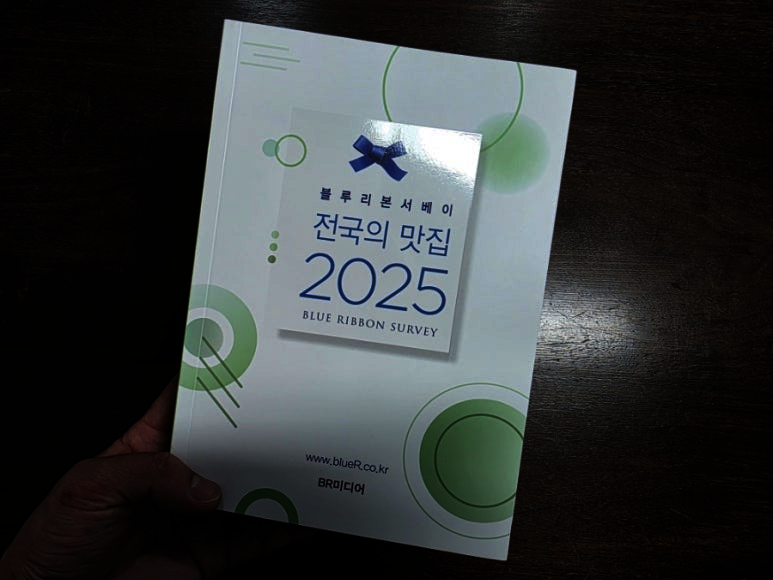 블루리본서베이
전국의 맛집
2025
BLUE RIBBON SURVEY
www.blueR.co.kr
BR미디어